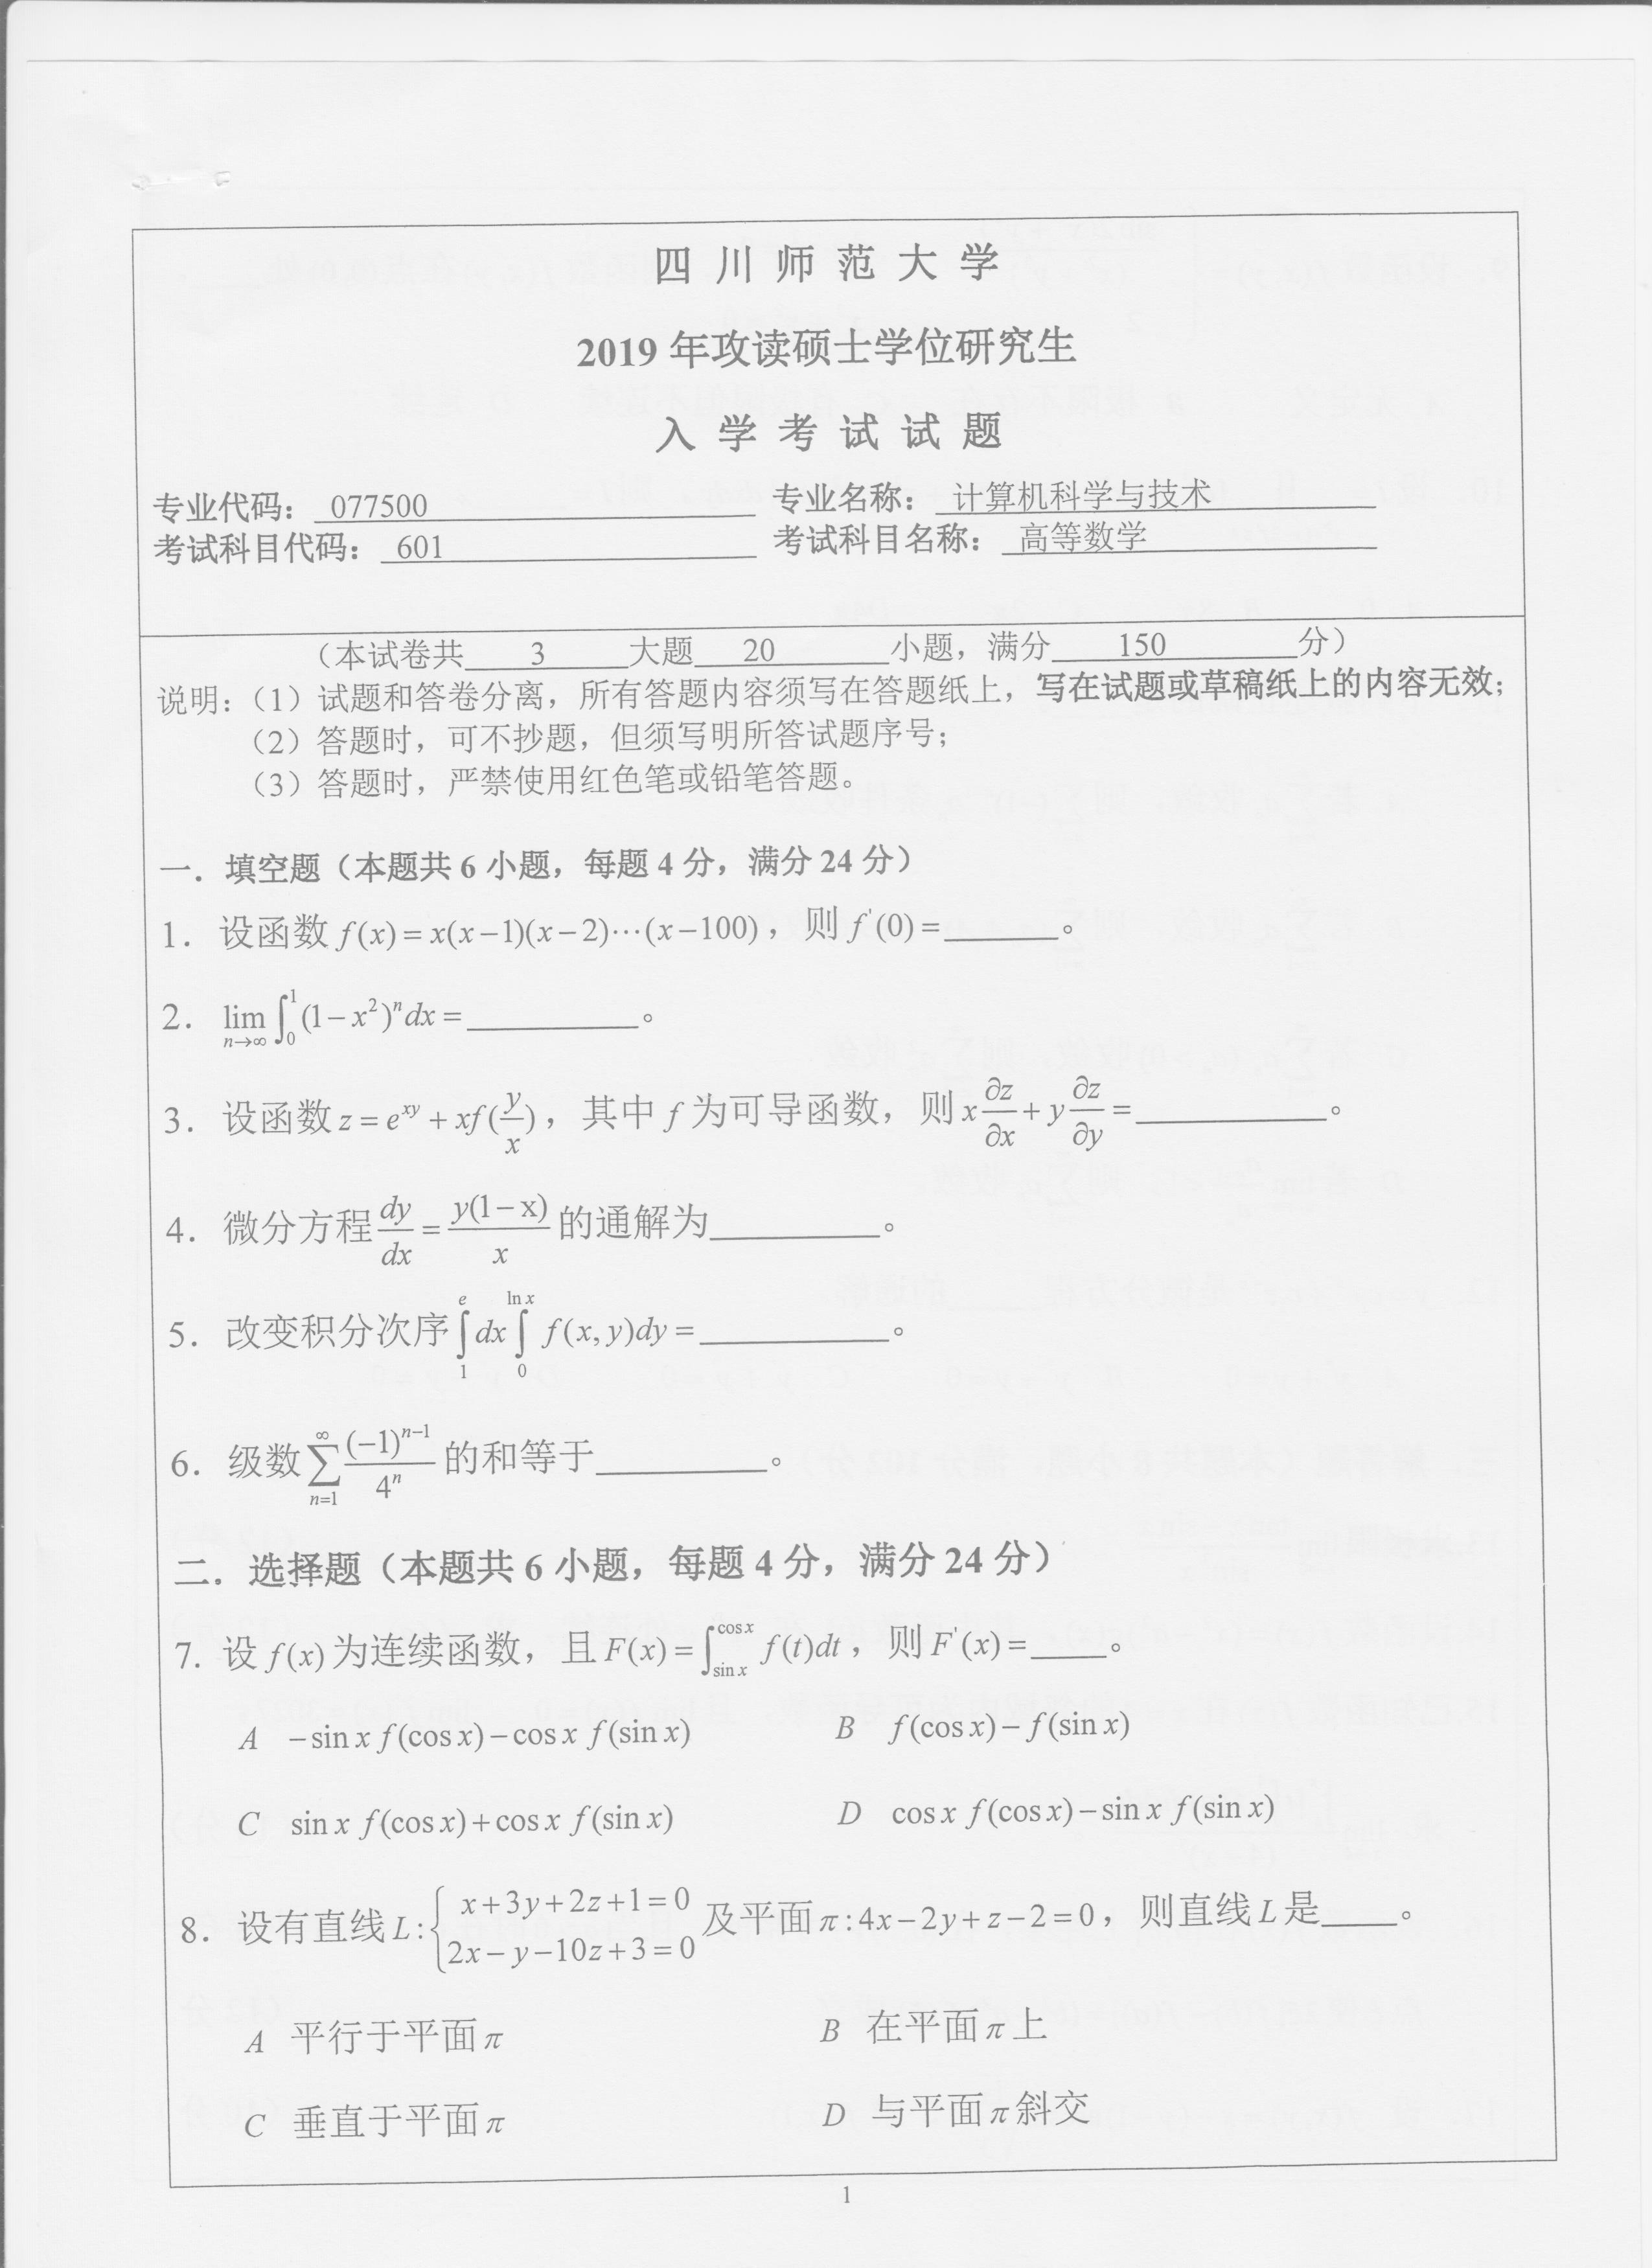 四 川 师 范 大 学
2019 年攻读硕士学位研究生
入 学 考 试 试 题
专业代码： 077500 专业名称： 计算机科学与技术
考试科目代码： 601 考试科目名称： 高等数学
（本试卷共 3 大题 20 小题，满分 150 分）
说明：（1）试题和答卷分离，所有答题内容须写在答题纸上，写在试题或草稿纸上的内容无效；
（2）答题时，可不抄题，但须写明所答试题序号；
（3）答题时，严禁使用红色笔或铅笔答题。
一．填空题（本题共 6 小题，每题 4 分，满分 24 分）
1．设函数 $f(x)=x(x-1)(x-2)\cdots(x-100)$，则 $f'(0)=$______。
2．$\lim_{n\to\infty}\int_0^1(1-x^2)^n dx=$______。
3．设函数 $z=e^{xy}+xf(\frac{y}{x})$，其中 $f$ 为可导函数，则 $x\frac{\partial z}{\partial x}+y\frac{\partial z}{\partial y}=$______。
4．微分方程 $\frac{dy}{dx}=\frac{y(1-x)}{x}$ 的通解为______。
5．改变积分次序 $\int_1^e dx\int_0^{\ln x} f(x,y)dy=$______。
6．级数 $\sum_{n=1}^{\infty}\frac{(-1)^{n-1}}{4^n}$ 的和等于______。
二．选择题（本题共 6 小题，每题 4 分，满分 24 分）
7. 设 $f(x)$ 为连续函数，且 $F(x)=\int_{\sin x}^{\cos x} f(t)dt$，则 $F'(x)=$____。
A $-\sin x f(\cos x)-\cos x f(\sin x)$ B $f(\cos x)-f(\sin x)$
C $\sin x f(\cos x)+\cos x f(\sin x)$ D $\cos x f(\cos x)-\sin x f(\sin x)$
8．设有直线 $L:\begin{cases}x+3y+2z+1=0\\2x-y-10z+3=0\end{cases}$ 及平面 $\pi:4x-2y+z-2=0$，则直线 $L$ 是____。
A 平行于平面 $\pi$ B 在平面 $\pi$ 上
C 垂直于平面 $\pi$ D 与平面 $\pi$ 斜交
1